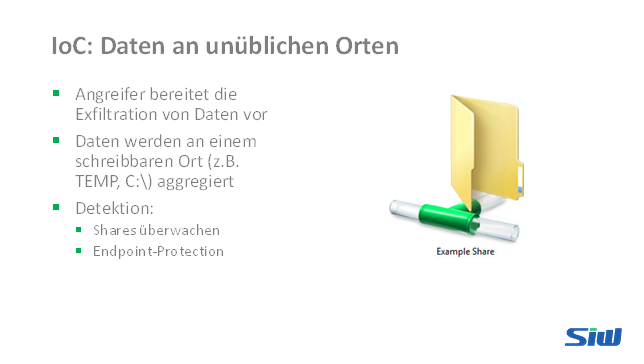 IoC: Daten an unüblichen Orten
Angreifer bereitet die
Exfiltration von Daten vor
Daten werden an einem
schreibbaren Ort (z.B.
TEMP, C:\) aggregiert
Detektion:
Shares überwachen
Endpoint-Protection
Example Share
SiW